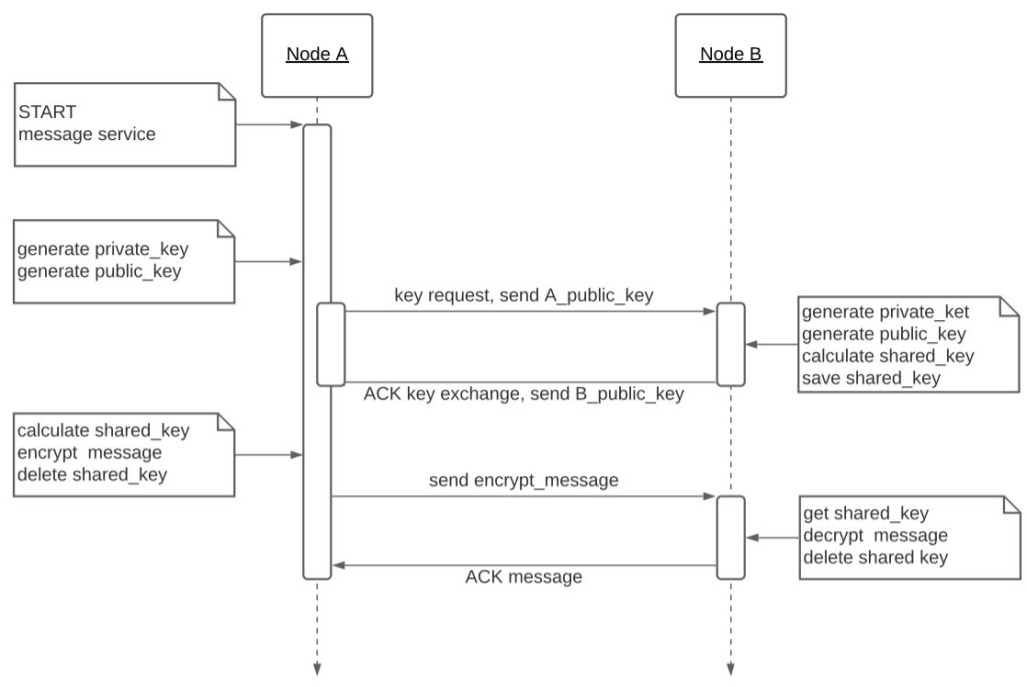 Node A
Node B
START
message service
generate private_key
generate public_key
key request, send A_public_key
generate private_ket
generate public_key
calculate shared_key
save shared_key
ACK key exchange, send B_public_key
calculate shared_key
encrypt  message
delete shared_key
send encrypt_message
get shared_key
decrypt  message
delete shared key
ACK message